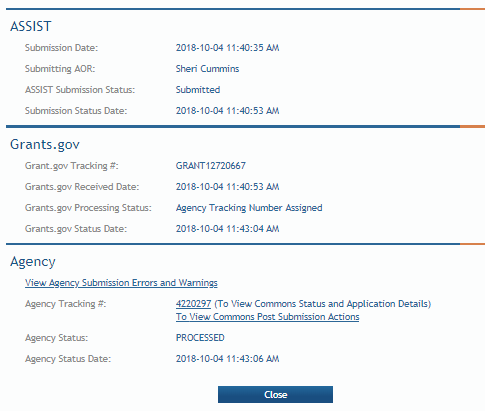 ASSIST
Submission Date: 2018-10-04 11:40:35 AM
Submitting AOR: Sheri Cummins
ASSIST Submission Status: Submitted
Submission Status Date: 2018-10-04 11:40:53 AM
Grants.gov
Grant.gov Tracking #: GRANT12720667
Grants.gov Received Date: 2018-10-04 11:40:53 AM
Grants.gov Processing Status: Agency Tracking Number Assigned
Grants.gov Status Date: 2018-10-04 11:43:04 AM
Agency
View Agency Submission Errors and Warnings
Agency Tracking #: 4220297 (To View Commons Status and Application Details)
To View Commons Post Submission Actions
Agency Status: PROCESSED
Agency Status Date: 2018-10-04 11:43:06 AM
Close